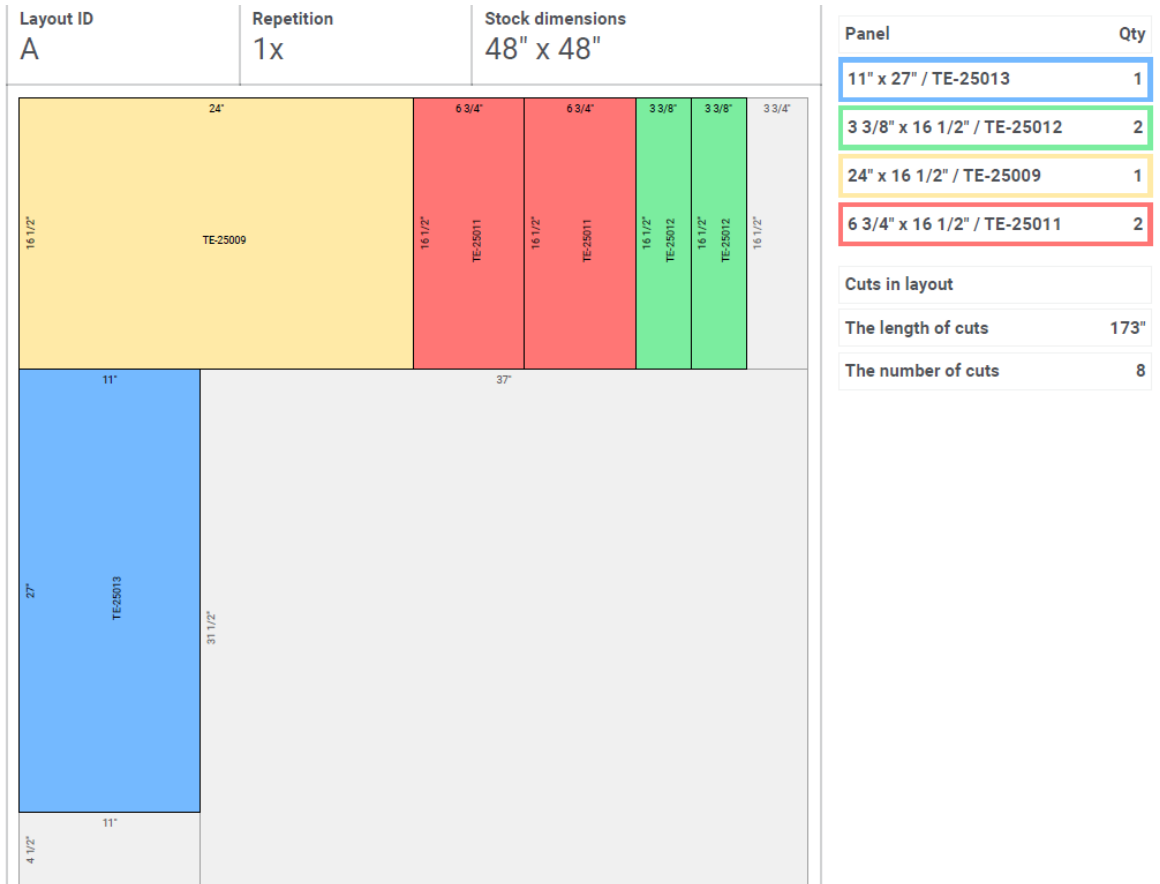 Layout ID
A
Repetition
1x
Stock dimensions
48" x 48"
24"
6 3/4"
6 3/4"
3 3/8"
3 3/8"
3 3/4"
16 1/2"
TE-25009
16 1/2"
TE-25011
16 1/2"
TE-25011
16 1/2"
TE-25012
16 1/2"
TE-25012
16 1/2"
11"
37"
27"
TE-25013
31 1/2"
11"
4 1/2"
Panel Qty
11" x 27" / TE-25013 1
3 3/8" x 16 1/2" / TE-25012 2
24" x 16 1/2" / TE-25009 1
6 3/4" x 16 1/2" / TE-25011 2
Cuts in layout
The length of cuts 173"
The number of cuts 8